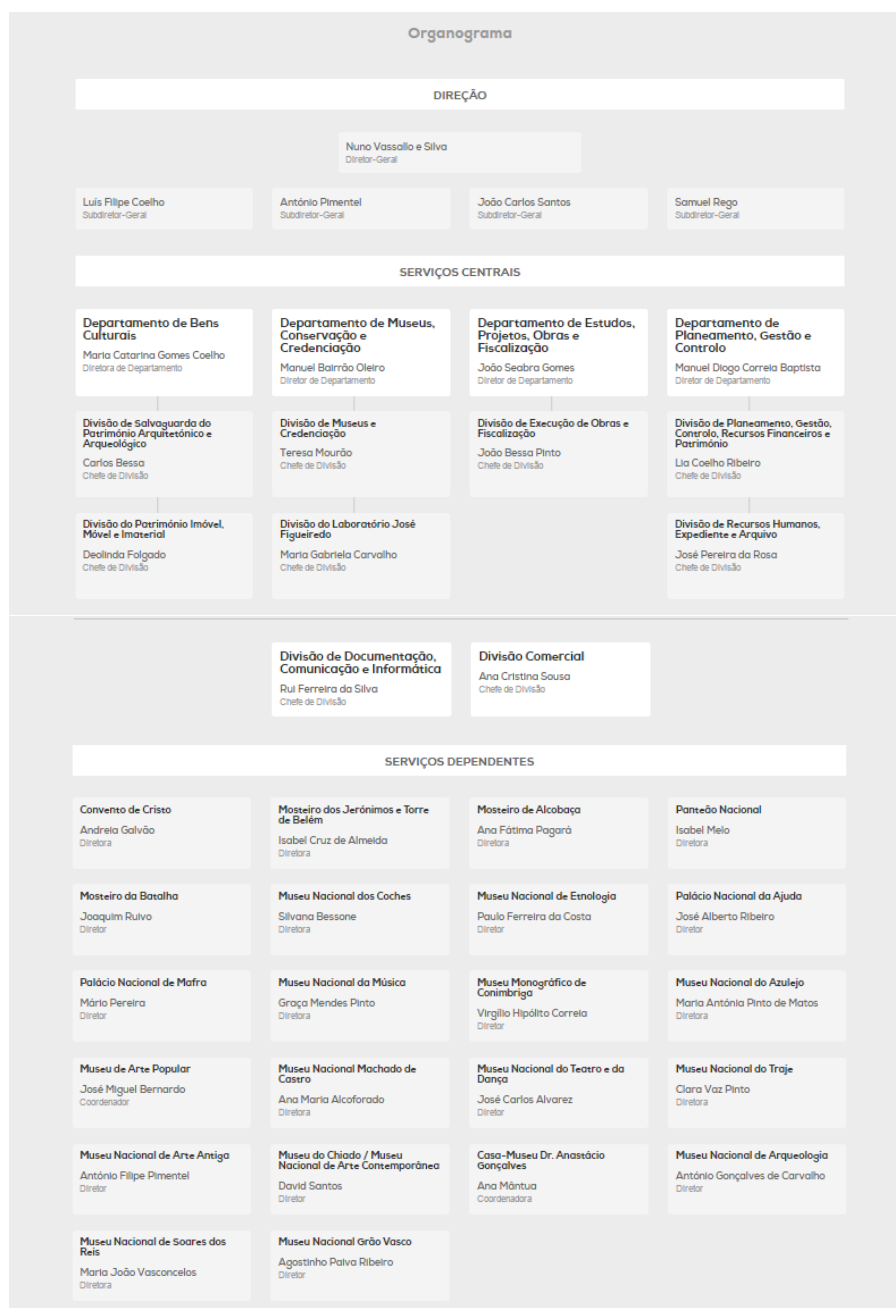 Organograma
DIREÇÃO
Nuno Vassallo e Silva
Diretor-Geral
Luís Filipe Coelho
Subdiretor-Geral
António Pimentel
Subdiretor-Geral
João Carlos Santos
Subdiretor-Geral
Samuel Rego
Subdiretor-Geral
SERVIÇOS CENTRAIS
Departamento de Bens
Culturais
Maria Catarina Gomes Coelho
Diretora de Departamento
Departamento de Museus,
Conservação e
Credenciação
Manuel Bairrão Oleiro
Diretor de Departamento
Departamento de Estudos,
Projetos, Obras e
Fiscalização
João Seabra Gomes
Diretor de Departamento
Departamento de
Planeamento, Gestão e
Controlo
Manuel Diogo Correia Baptista
Diretor de Departamento
Divisão de Salvaguarda do
Património Arquitetónico e
Arqueológico
Carlos Bessa
Chefe de Divisão
Divisão de Museus e
Credenciação
Teresa Mourão
Chefe de Divisão
Divisão de Execução de Obras e
Fiscalização
João Bessa Pinto
Chefe de Divisão
Divisão de Planeamento, Gestão,
Controlo, Recursos Financeiros e
Património
Lia Coelho Ribeiro
Chefe de Divisão
Divisão do Património Imóvel,
Móvel e Imaterial
Deolinda Folgado
Chefe de Divisão
Divisão do Laboratório José
Figueiredo
Maria Gabriela Carvalho
Chefe de Divisão
Divisão de Recursos Humanos,
Expediente e Arquivo
José Pereira da Rosa
Chefe de Divisão
Divisão de Documentação,
Comunicação e Informática
Rui Ferreira da Silva
Chefe de Divisão
Divisão Comercial
Ana Cristina Sousa
Chefe de Divisão
SERVIÇOS DEPENDENTES
Convento de Cristo
Andreia Galvão
Diretora
Mosteiro dos Jerónimos e Torre
de Belém
Isabel Cruz de Almeida
Diretora
Mosteiro de Alcobaça
Ana Fátima Pagará
Diretora
Panteão Nacional
Isabel Melo
Diretora
Mosteiro da Batalha
Joaquim Ruivo
Diretor
Museu Nacional dos Coches
Silvana Bessone
Diretora
Museu Nacional de Etnologia
Paulo Ferreira da Costa
Diretor
Palácio Nacional da Ajuda
José Alberto Ribeiro
Diretor
Palácio Nacional de Mafra
Mário Pereira
Diretor
Museu Nacional da Música
Graça Mendes Pinto
Diretora
Museu Monográfico de
Conimbriga
Virgílio Hipólito Correia
Diretor
Museu Nacional do Azulejo
Maria Antónia Pinto de Matos
Diretora
Museu de Arte Popular
José Miguel Bernardo
Coordenador
Museu Nacional Machado de
Castro
Ana Maria Alcoforado
Diretora
Museu Nacional do Teatro e da
Dança
José Carlos Alvarez
Diretor
Museu Nacional do Traje
Clara Vaz Pinto
Diretora
Museu Nacional de Arte Antiga
António Filipe Pimentel
Diretor
Museu do Chiado / Museu
Nacional de Arte Contemporânea
David Santos
Diretor
Casa-Museu Dr. Anastácio
Gonçalves
Ana Mântua
Coordenadora
Museu Nacional de Arqueologia
António Gonçalves de Carvalho
Diretor
Museu Nacional de Soares dos
Reis
Maria João Vasconcelos
Diretora
Museu Nacional Grão Vasco
Agostinho Paiva Ribeiro
Diretor